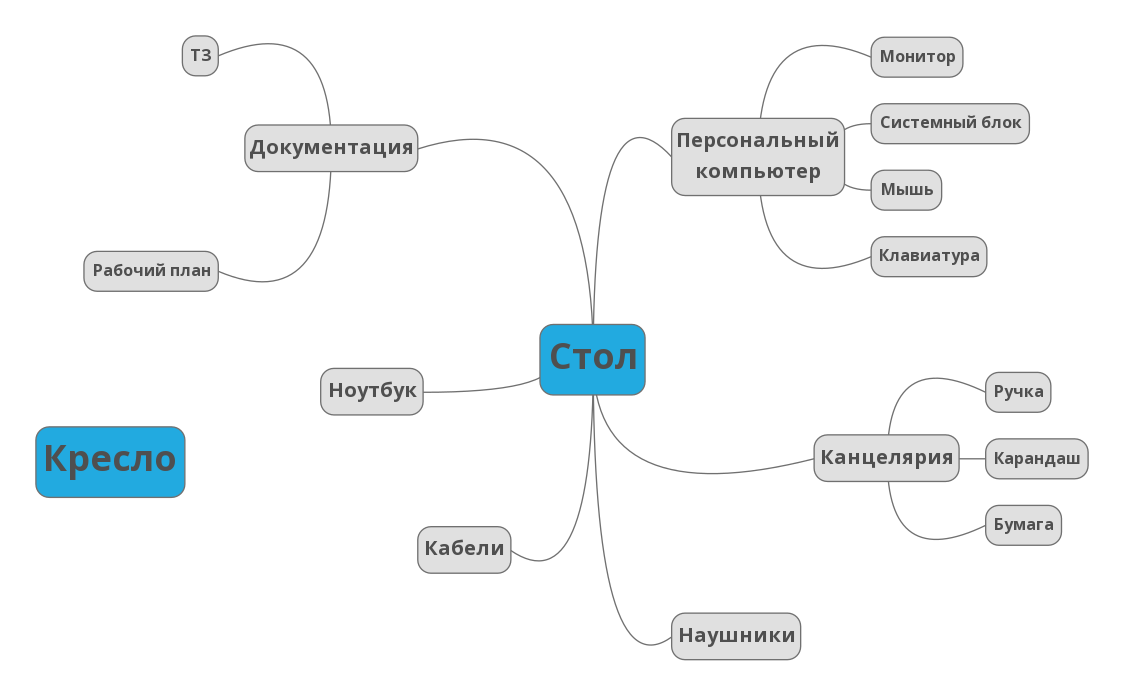 ТЗ
Документация
Рабочий план
Персональный
компьютер
Монитор
Системный блок
Мышь
Клавиатура
Стол
Ноутбук
Кресло
Канцелярия
Ручка
Карандаш
Бумага
Кабели
Наушники